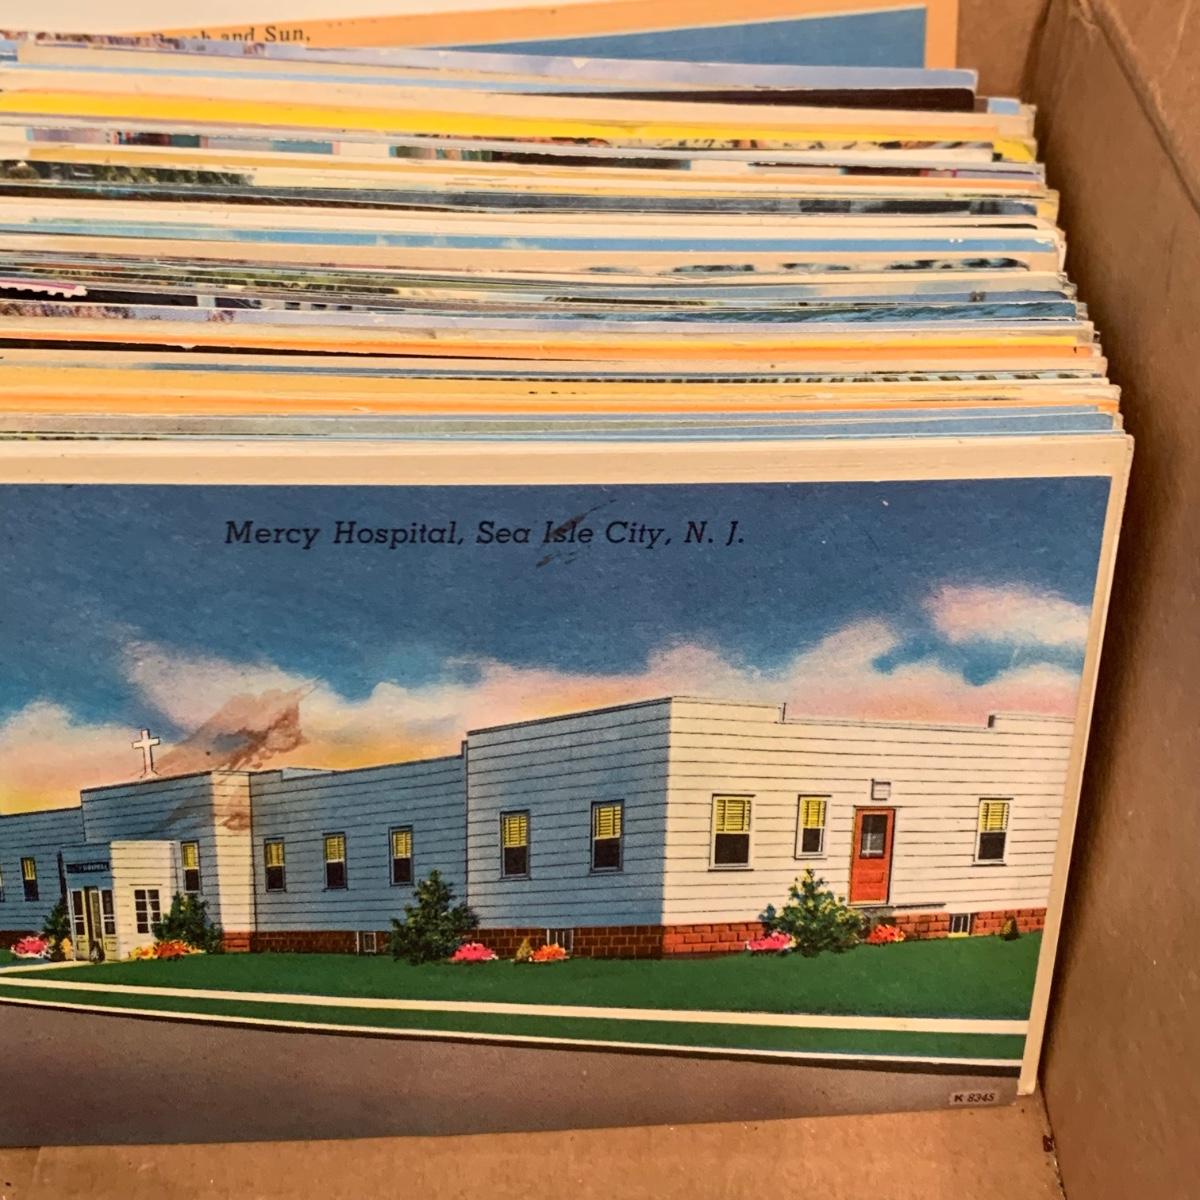 and Sun,
Mercy Hospital, Sea Isle City, N. J.
K 8345